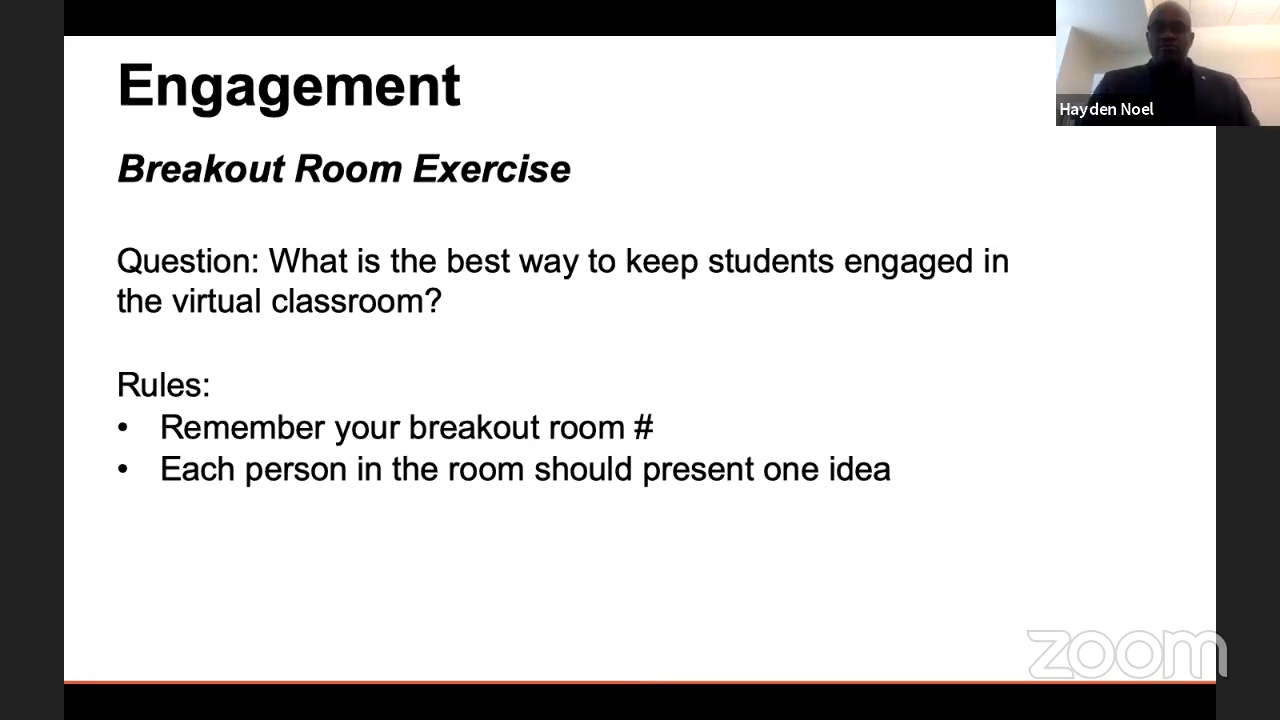 Engagement
Hayden Noel
Breakout Room Exercise
Question: What is the best way to keep students engaged in
the virtual classroom?
Rules:
• Remember your breakout room #
• Each person in the room should present one idea
zoom